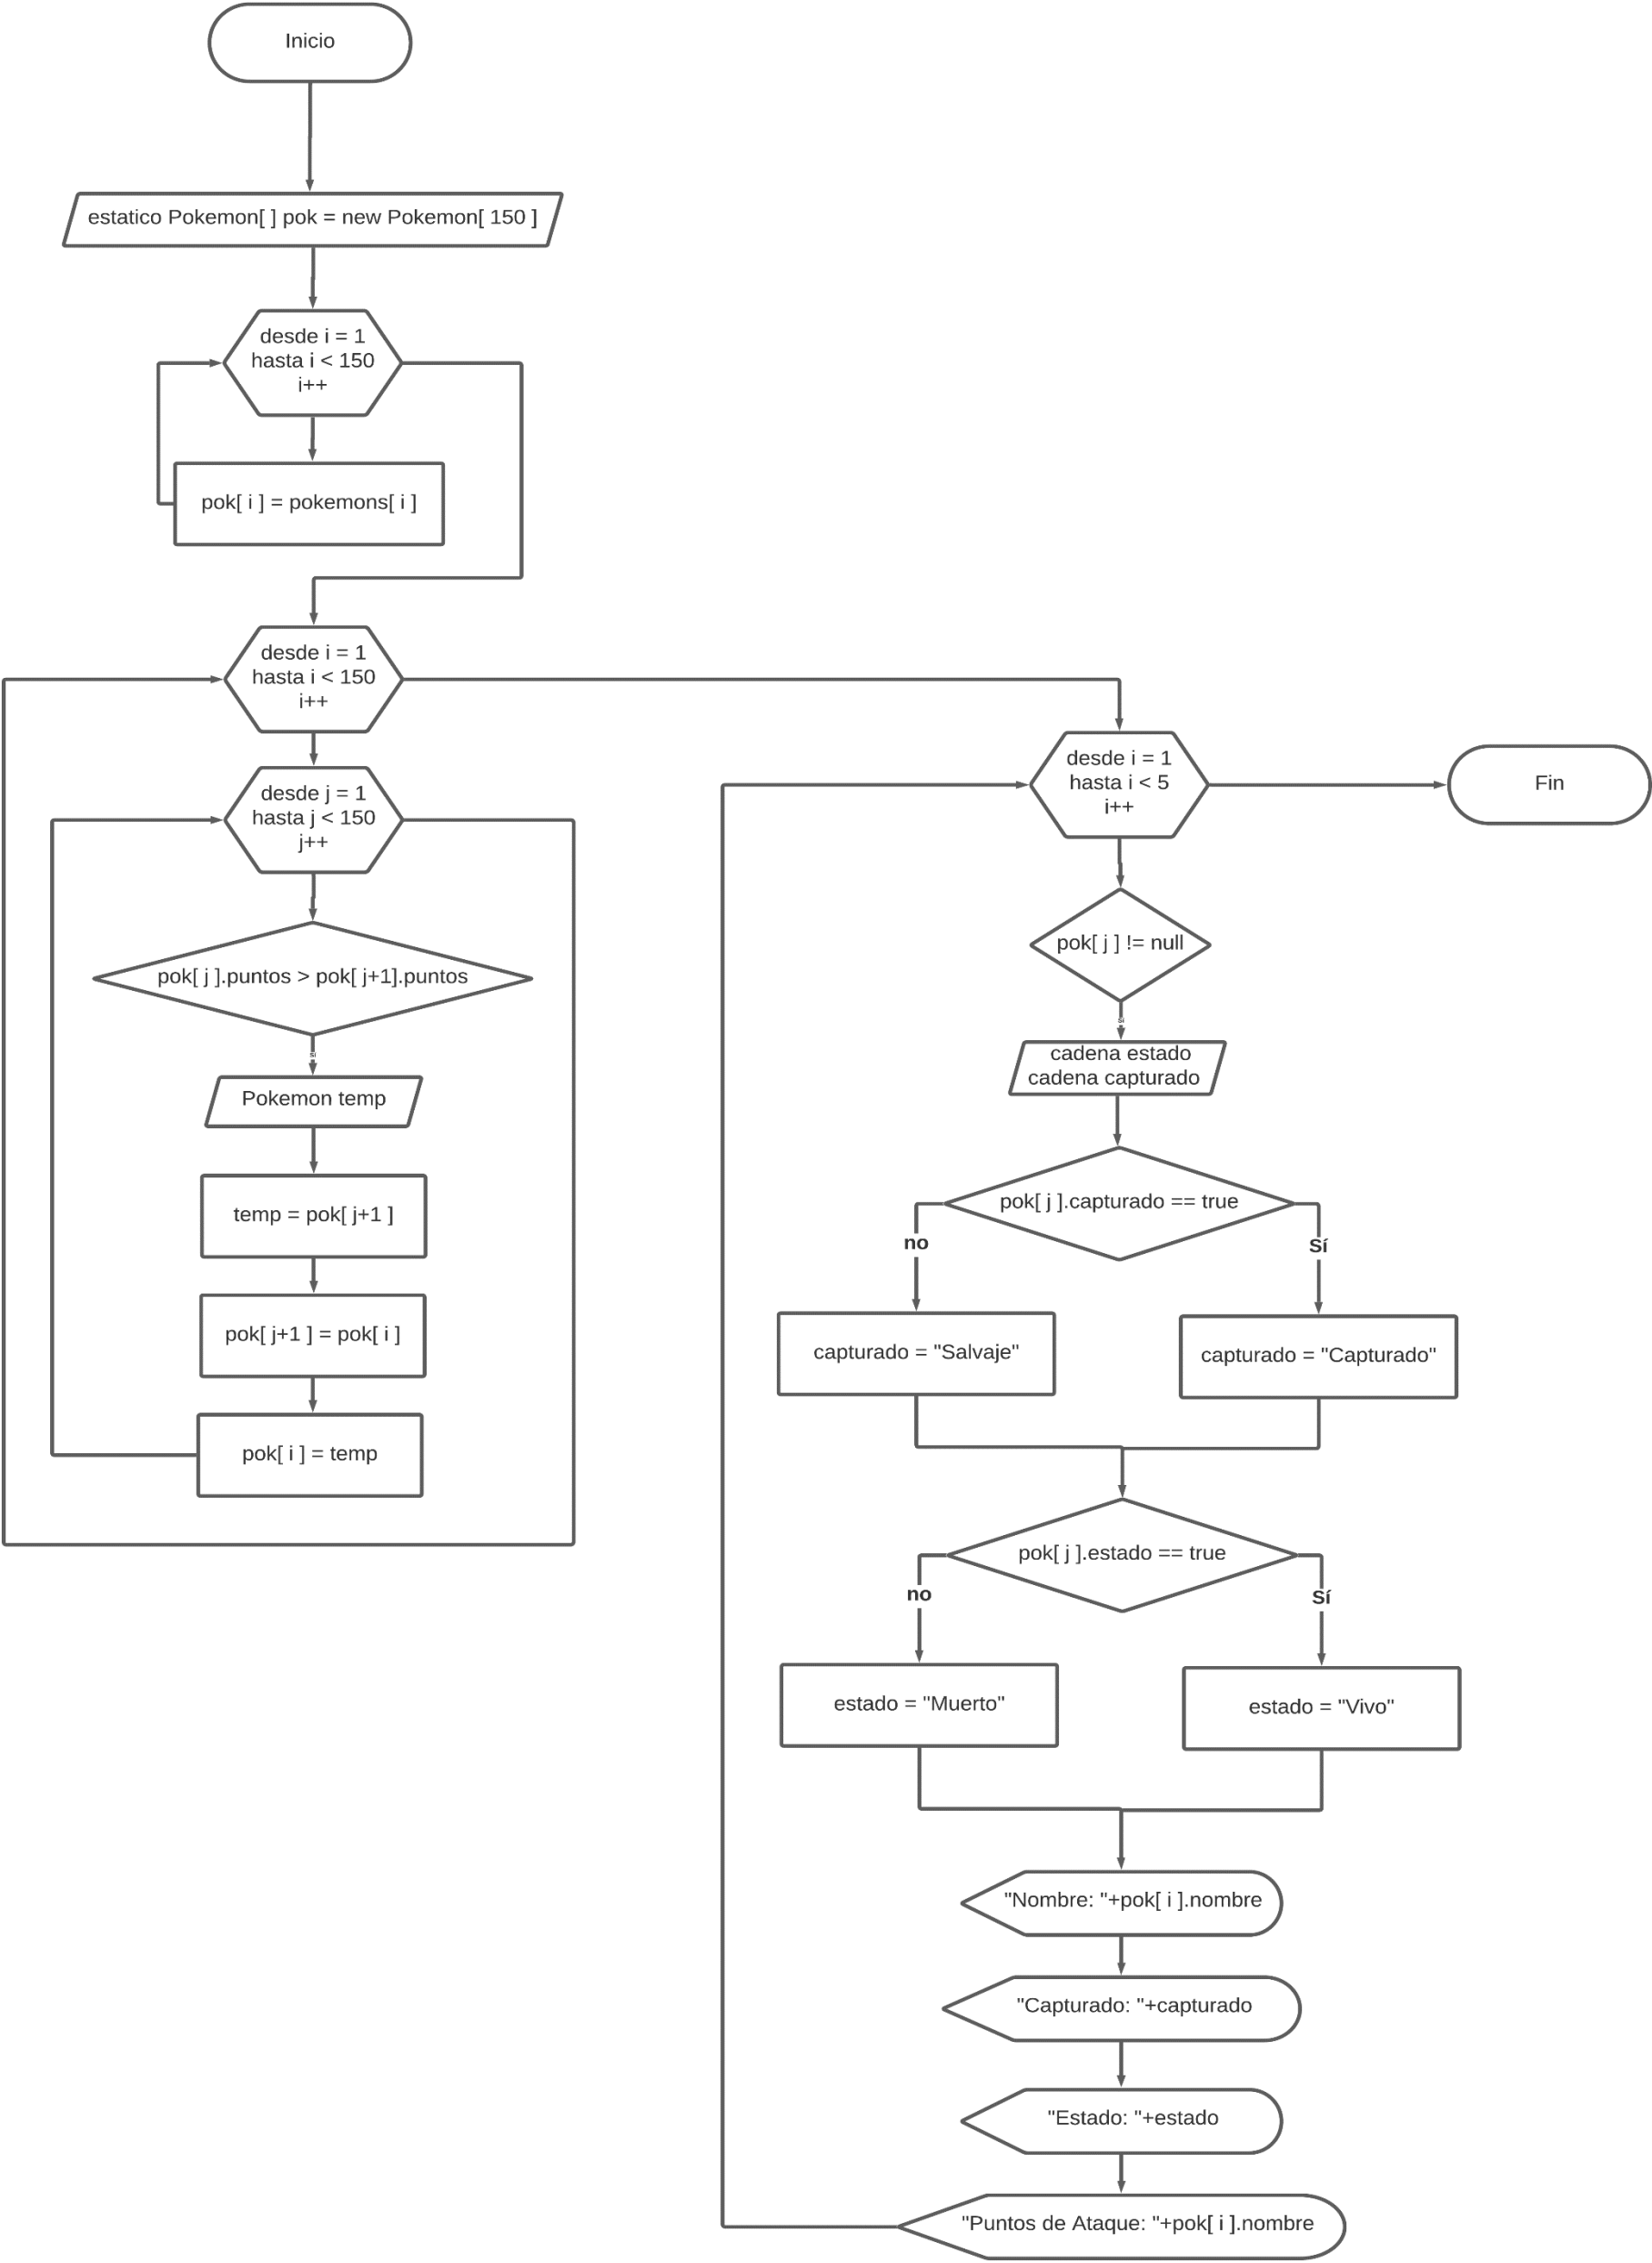 Inicio
estatico Pokemon[ ] pok = new Pokemon[ 150 ]
desde i = 1
hasta i < 150
i++
pok[ i ] = pokemons[ i ]
desde i = 1
hasta i < 150
i++
desde j = 1
hasta j < 150
j++
pok[ j ].puntos > pok[ j+1].puntos
si
Pokemon temp
temp = pok[ j+1 ]
pok[ j+1 ] = pok[ i ]
pok[ i ] = temp
desde i = 1
hasta i < 5
i++
Fin
pok[ j ] != null
si
cadena estado
cadena capturado
pok[ j ].capturado == true
no
Sí
capturado = "Salvaje"
capturado = "Capturado"
pok[ j ].estado == true
no
Sí
estado = "Muerto"
estado = "Vivo"
"Nombre: "+pok[ i ].nombre
"Capturado: "+capturado
"Estado: "+estado
"Puntos de Ataque: "+pok[ i ].nombre